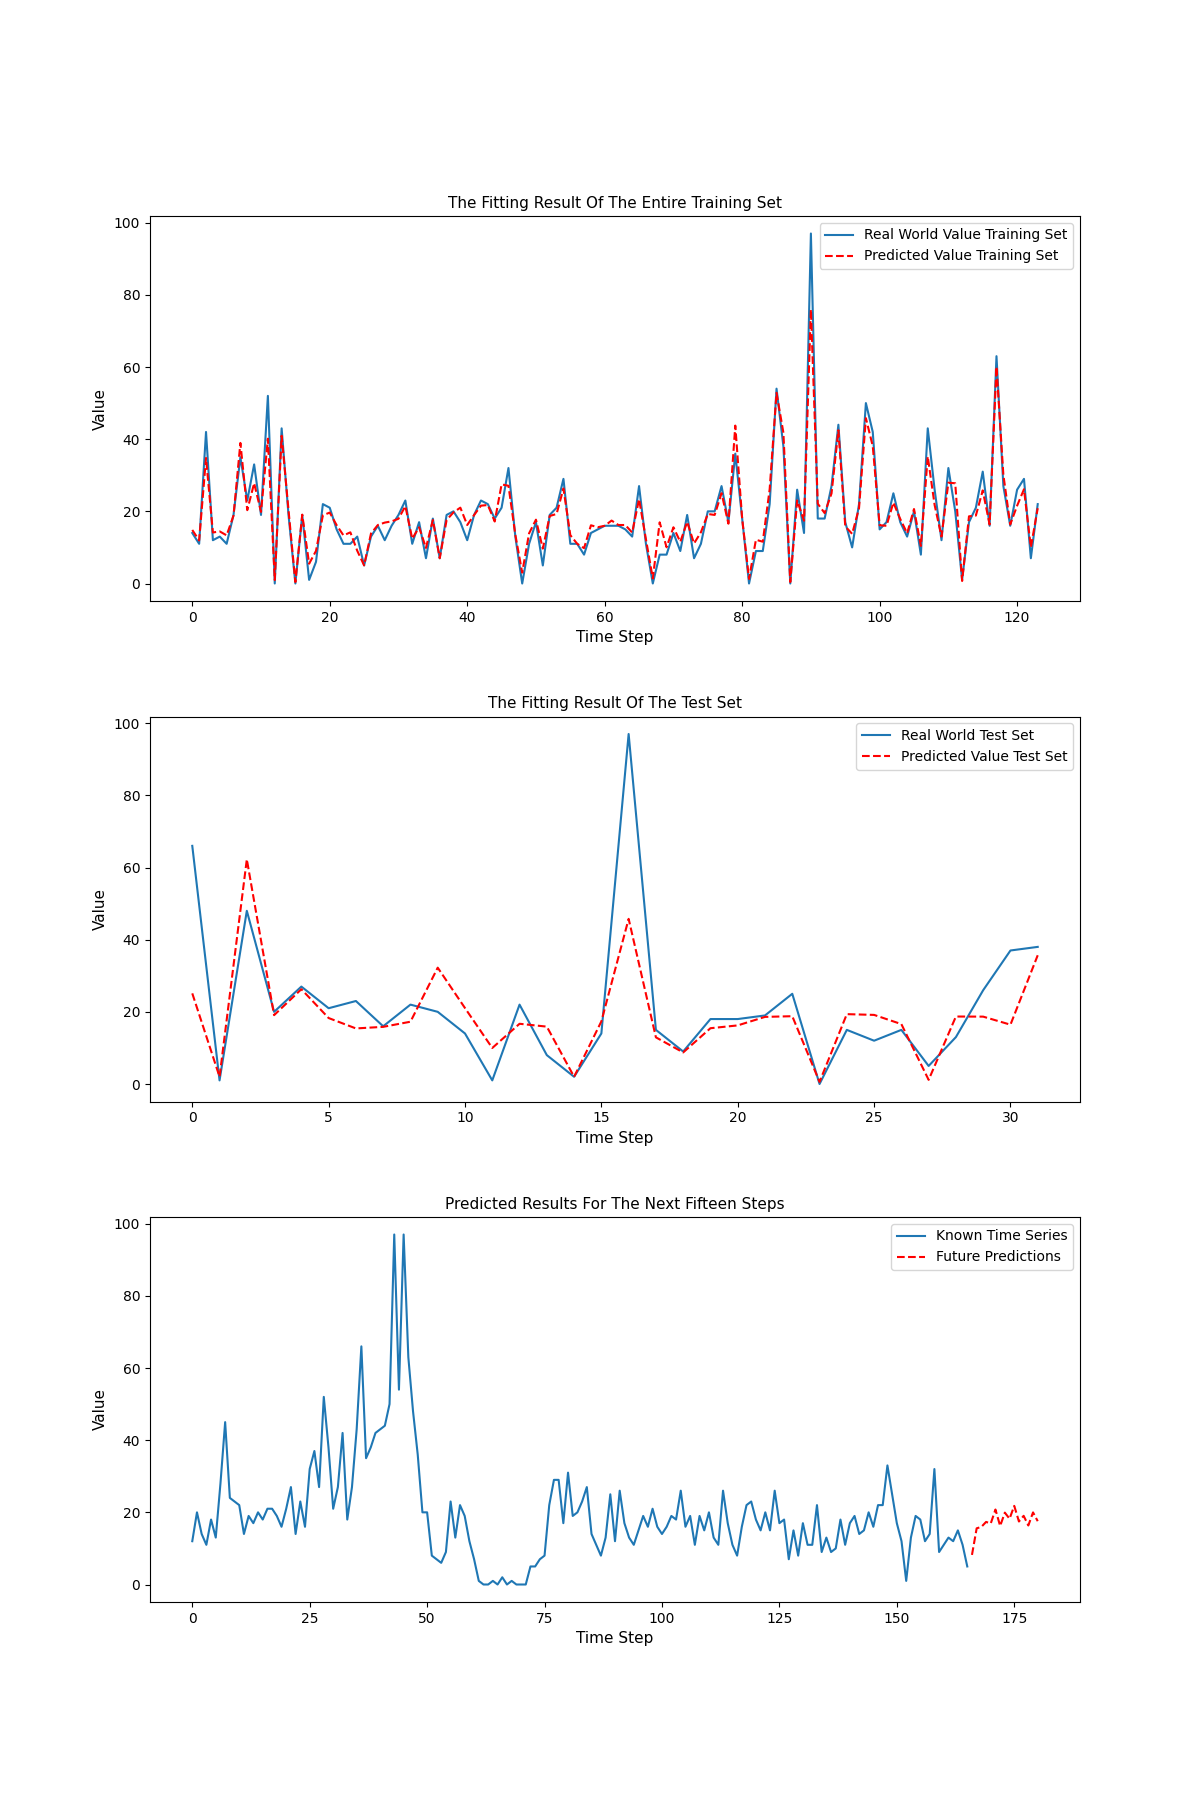 The Fitting Result Of The Entire Training Set
100
80
60
40
20
0
Value
Real World Value Training Set
Predicted Value Training Set
0 20 40 60 80 100 120
Time Step
The Fitting Result Of The Test Set
100
80
60
40
20
0
Value
Real World Test Set
Predicted Value Test Set
0 5 10 15 20 25 30
Time Step
Predicted Results For The Next Fifteen Steps
100
80
60
40
20
0
Value
Known Time Series
Future Predictions
0 25 50 75 100 125 150 175
Time Step